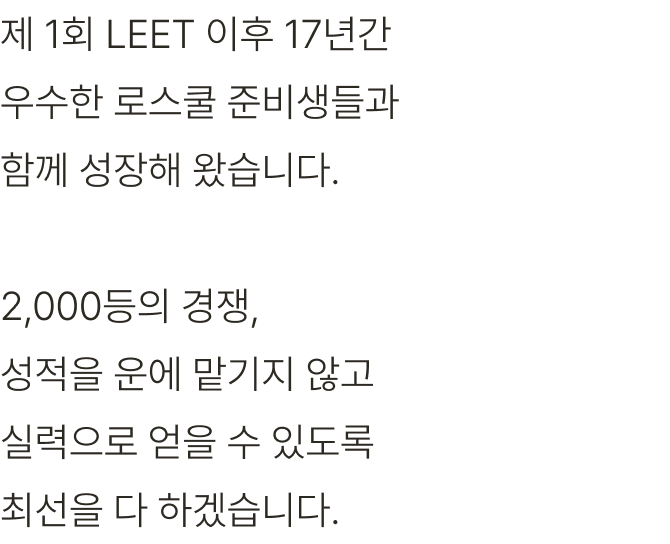 제 1회 LEET 이후 17년간
우수한 로스쿨 준비생들과
함께 성장해 왔습니다.
2,000등의 경쟁,
성적을 운에 맡기지 않고
실력으로 얻을 수 있도록
최선을 다 하겠습니다.